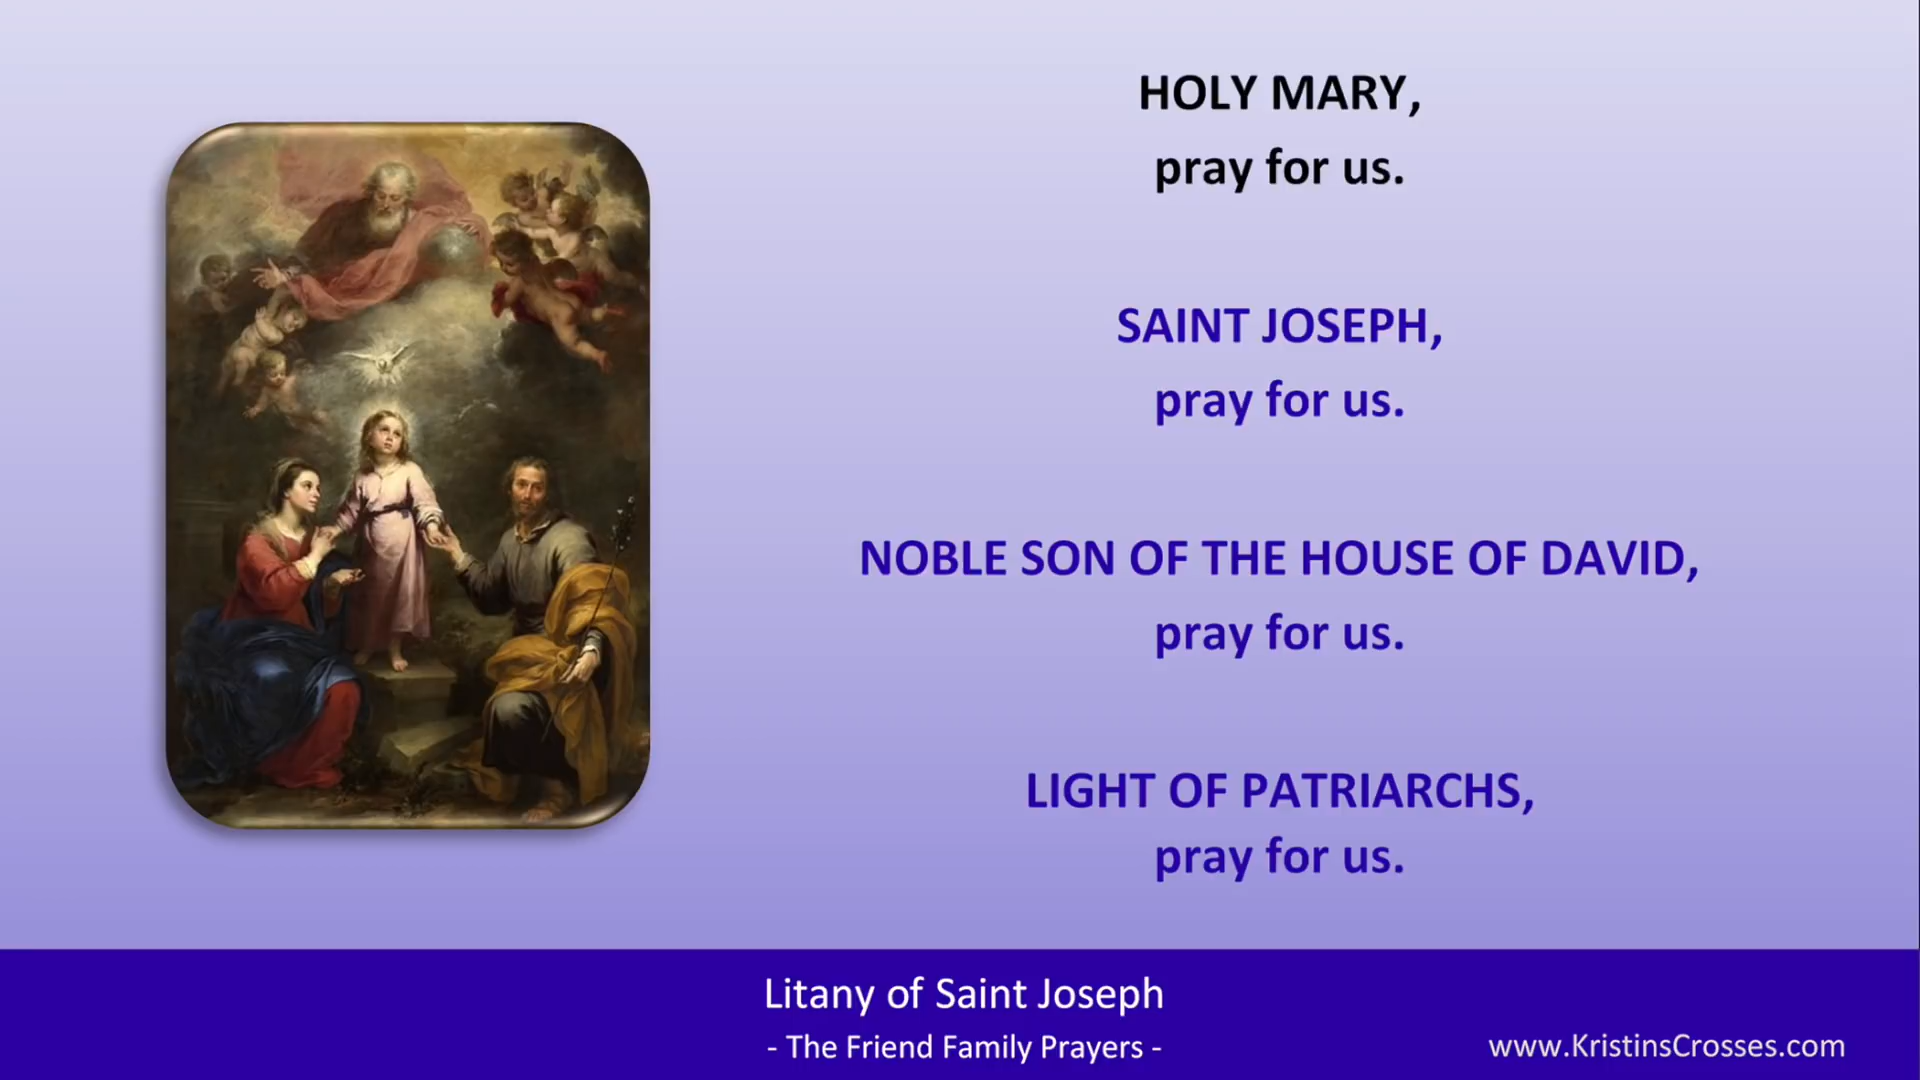 HOLY MARY,
pray for us.
SAINT JOSEPH,
pray for us.
NOBLE SON OF THE HOUSE OF DAVID,
pray for us.
LIGHT OF PATRIARCHS,
pray for us.
Litany of Saint Joseph
- The Friend Family Prayers -
www.KristinsCrosses.com